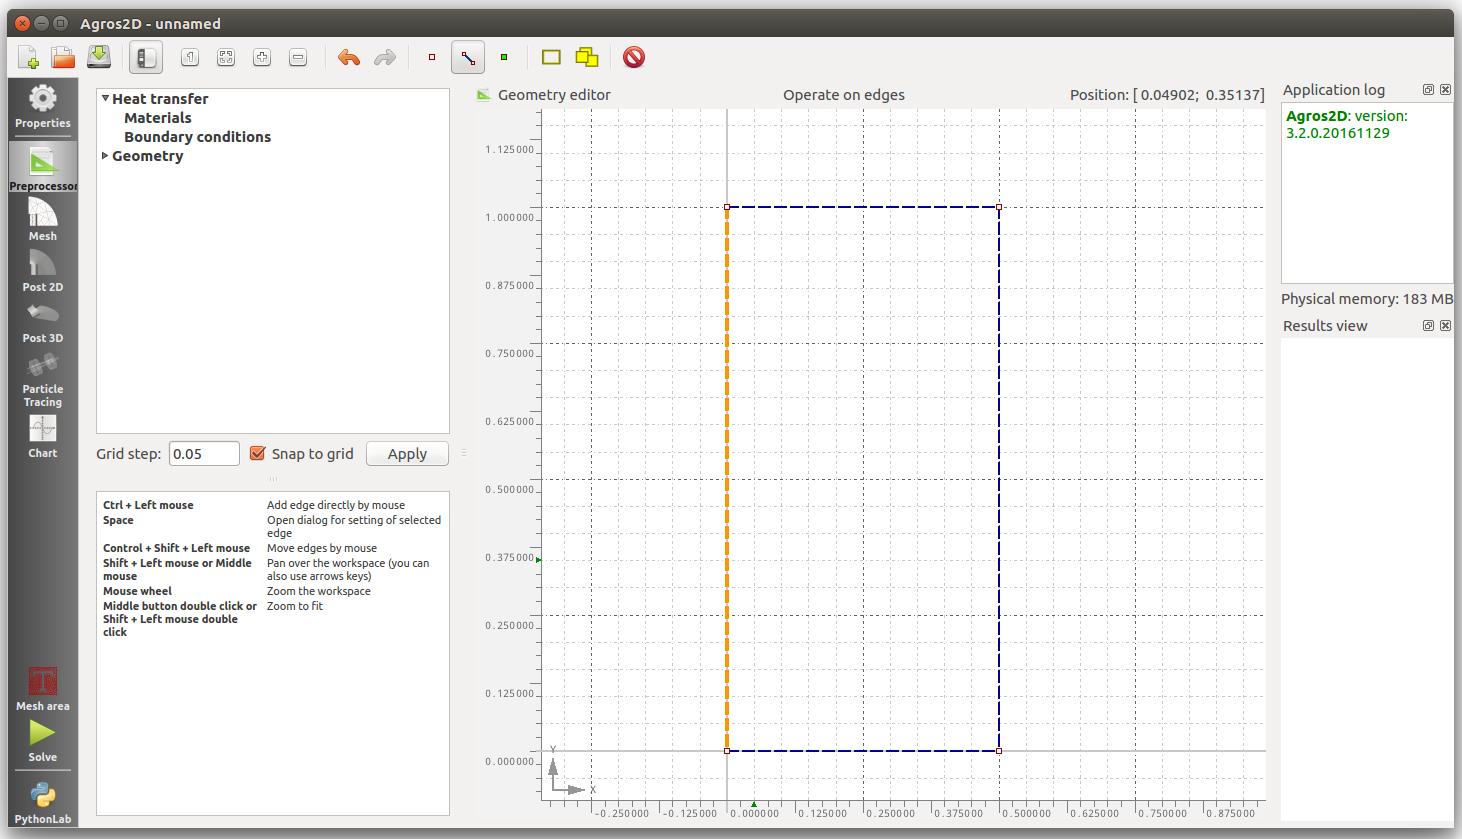 Agros2D - unnamed
Properties
Preprocessor
Mesh
Post 2D
Post 3D
Particle
Tracing
Chart
Mesh area
Solve
PythonLab
Heat transfer
Materials
Boundary conditions
Geometry
Grid step: 0.05 Snap to grid Apply
Ctrl + Left mouse Add edge directly by mouse
Space Open dialog for setting of selected
edge
Control + Shift + Left mouse Move edges by mouse
Shift + Left mouse or Middle Pan over the workspace (you can
mouse also use arrows keys)
Mouse wheel Zoom the workspace
Middle button double click or Zoom to fit
Shift + Left mouse double
click
Geometry editor Operate on edges Position: [ 0.04902; 0.35137]
1.125000
1.000000
0.875000
0.750000
0.625000
0.500000
0.375000
0.250000
0.125000
0.000000
Y
X
-0.250000 -0.125000 0.000000 0.125000 0.250000 0.375000 0.500000 0.625000 0.750000 0.875000
Application log
Agros2D: version:
3.2.0.20161129
Physical memory: 183 MB
Results view